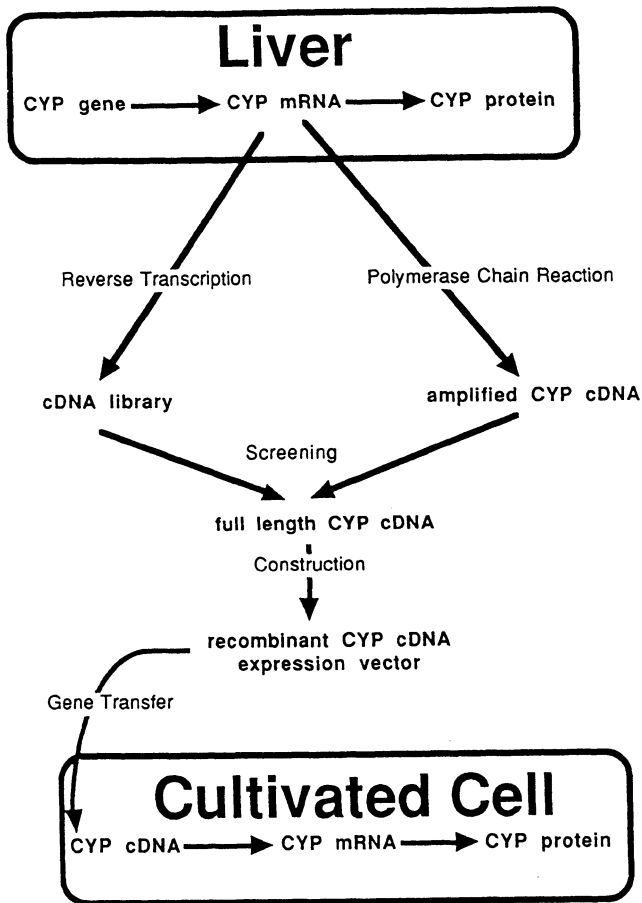 Liver
CYP gene CYP mRNA CYP protein
Reverse Transcription
Polymerase Chain Reaction
cDNA library
amplified CYP cDNA
Screening
full length CYP cDNA
Construction
recombinant CYP cDNA
expression vector
Gene Transfer
Cultivated Cell
CYP cDNA CYP mRNA CYP protein